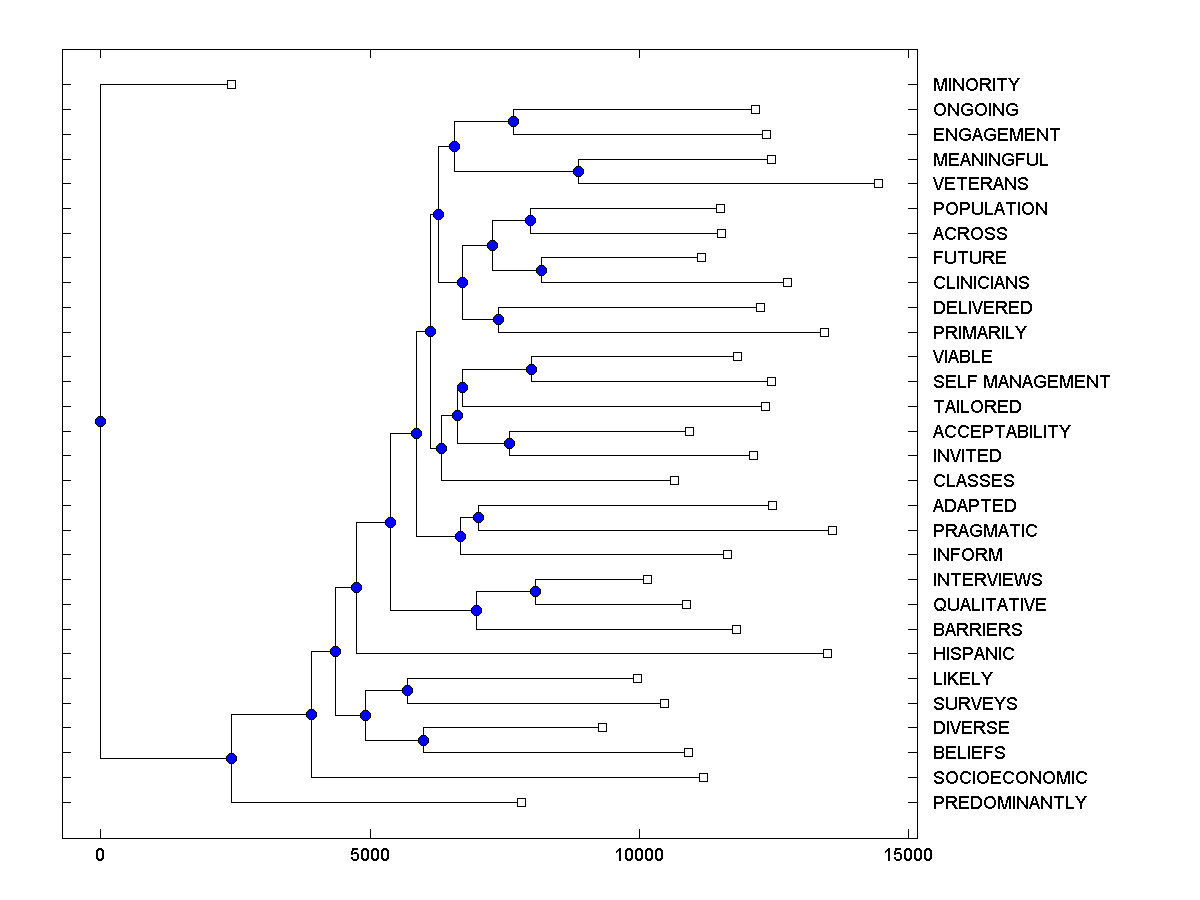 MINORITY
ONGOING
ENGAGEMENT
MEANINGFUL
VETERANS
POPULATION
ACROSS
FUTURE
CLINICIANS
DELIVERED
PRIMARILY
VIABLE
SELF MANAGEMENT
TAILORED
ACCEPTABILITY
INVITED
CLASSES
ADAPTED
PRAGMATIC
INFORM
INTERVIEWS
QUALITATIVE
BARRIERS
HISPANIC
LIKELY
SURVEYS
DIVERSE
BELIEFS
SOCIOECONOMIC
PREDOMINANTLY
0 5000 10000 15000